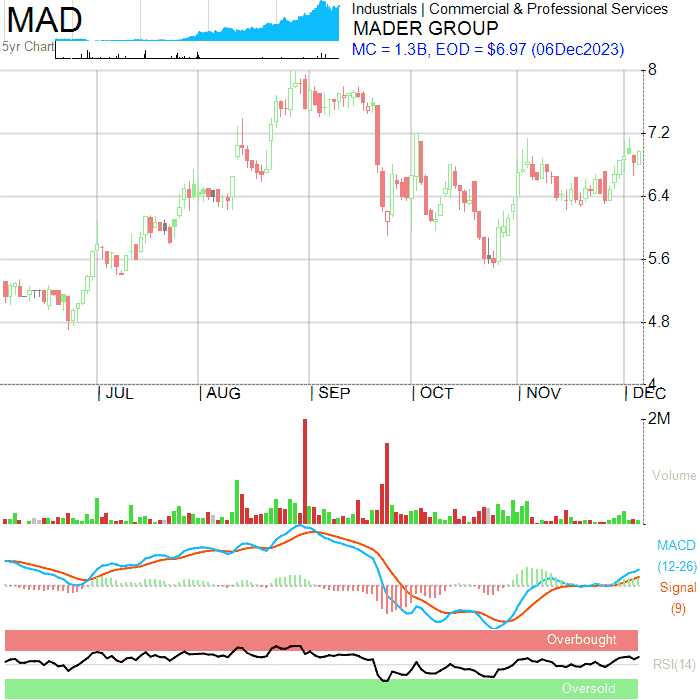 MAD
5yr Chart
Industrials | Commercial & Professional Services
MADER GROUP
MC = 1.3B, EOD = $6.97 (06Dec2023)
8
7.2
6.4
5.6
4.8
4
JUL
AUG
SEP
OCT
NOV
DEC
2M
Volume
MACD
(12-26)
Signal
(9)
Overbought
RSI(14)
Oversold